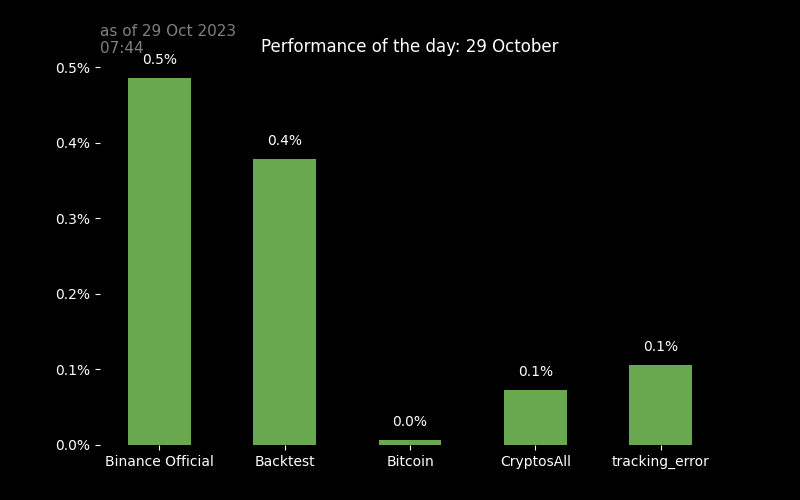 as of 29 Oct 2023
07:44
Performance of the day: 29 October
0.5%
0.4%
0.3%
0.2%
0.1%
0.0%
0.5%
0.4%
0.0%
0.1%
0.1%
Binance Official
Backtest
Bitcoin
CryptosAll
tracking_error